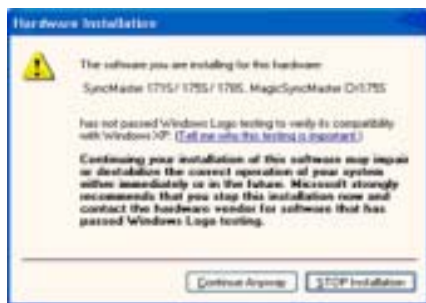 Hardware Installation
The software you are installing for this hardware:
SyncMaster 171S/ 175S/ 178S, MagicSyncMaster
has not passed Windows Logo testing to verify its compatibility
with Windows XP. (Tell me why this testing is important.)
Continuing your installation of this software may impair
or destabilize the correct operation of your system
either immediately or in the future. Microsoft strongly
recommends that you stop this installation now and
contact the hardware vendor for software that has
passed Windows Logo testing.
Continue Anyway
STOP Installation